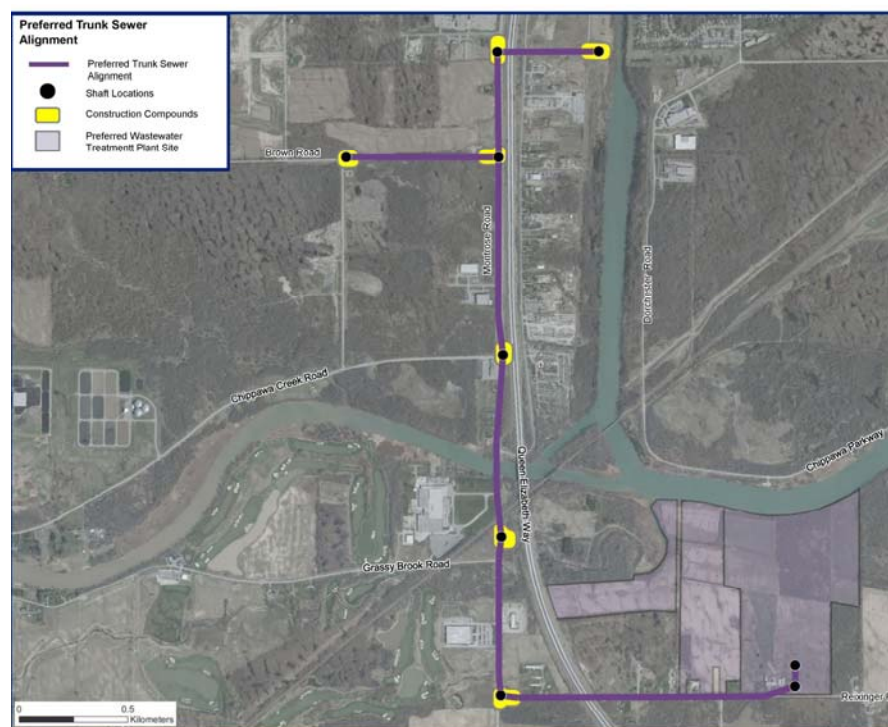 Preferred Trunk Sewer
Alignment
Preferred Trunk Sewer
Alignment
Shaft Locations
Construction Compounds
Preferred Wastewater
Treatmentt Plant Site
Brown Road
Montrose Road
Dorchester Road
Chippawa Creek Road
Queen Elizabeth Way
Chippawa Parkway
Grassy Brook Road
Reixinger
0 0.5
Kilometers